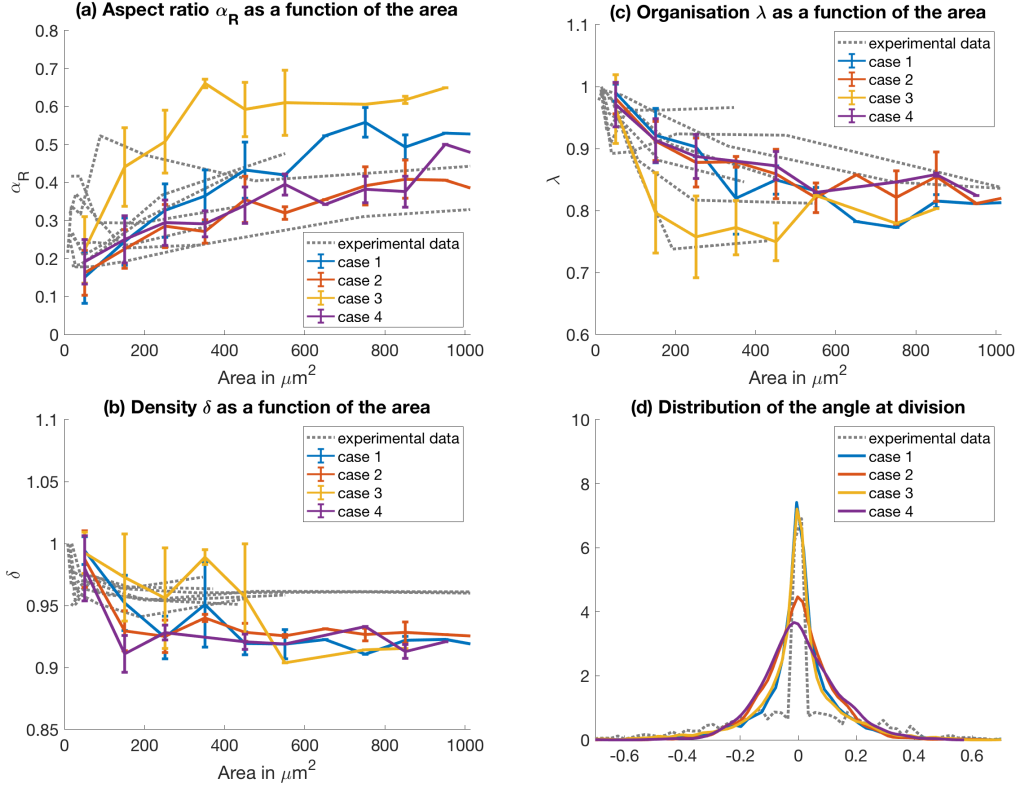 (a) Aspect ratio αR as a function of the area
0.8
0.7
0.6
0.5
0.4
0.3
0.2
0.1
0
αR
experimental data
case 1
case 2
case 3
case 4
0 200 400 600 800 1000
Area in μm2
(c) Organisation λ as a function of the area
1.1
1
0.9
0.8
0.7
0.6
λ
experimental data
case 1
case 2
case 3
case 4
0 200 400 600 800 1000
Area in μm2
(b) Density δ as a function of the area
1.1
1.05
1
0.95
0.9
0.85
δ
experimental data
case 1
case 2
case 3
case 4
0 200 400 600 800 1000
Area in μm2
(d) Distribution of the angle at division
10
8
6
4
2
0
experimental data
case 1
case 2
case 3
case 4
-0.6 -0.4 -0.2 0 0.2 0.4 0.6